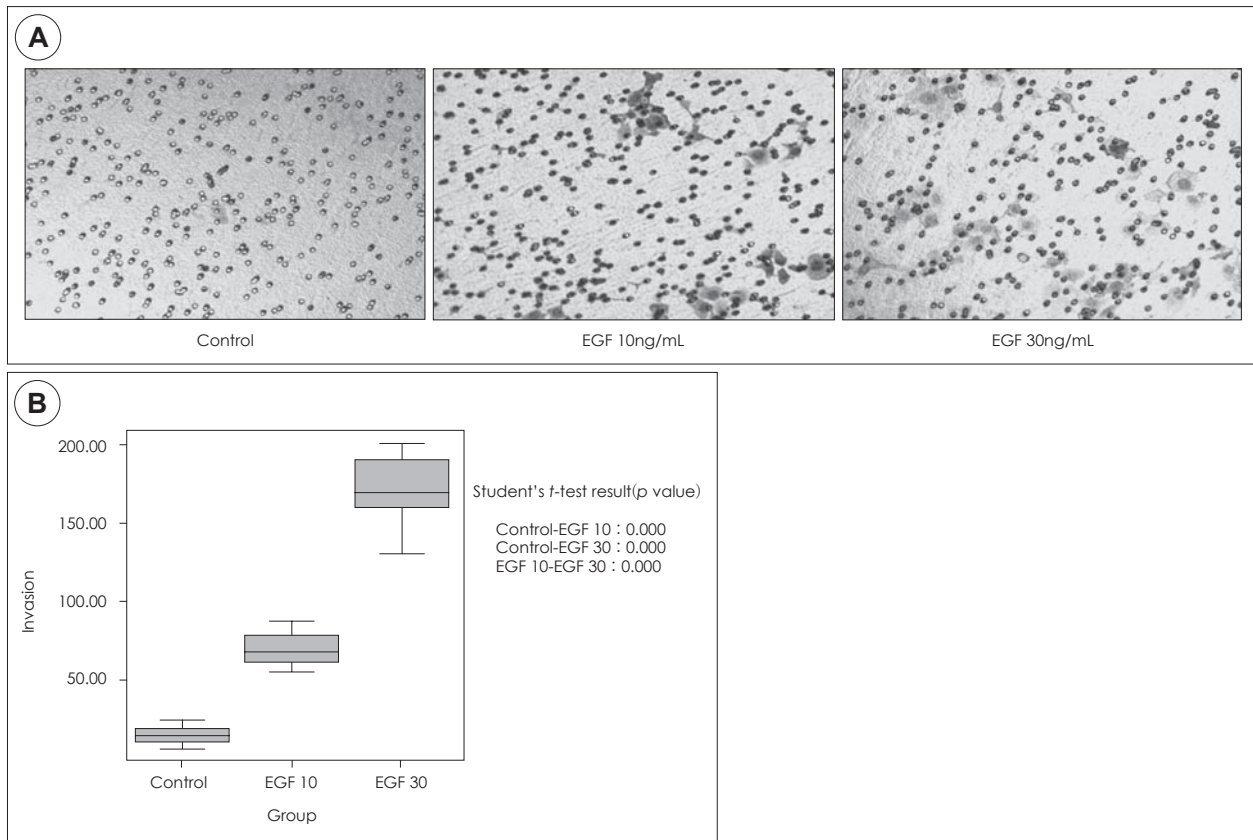 A
Control
EGF 10ng/mL
EGF 30ng/mL
B
200.00
150.00
100.00
50.00
Invasion
Control
EGF 10
EGF 30
Group
Student’s t-test result(p value)
Control-EGF 10 : 0.000
Control-EGF 30 : 0.000
EGF 10-EGF 30 : 0.000